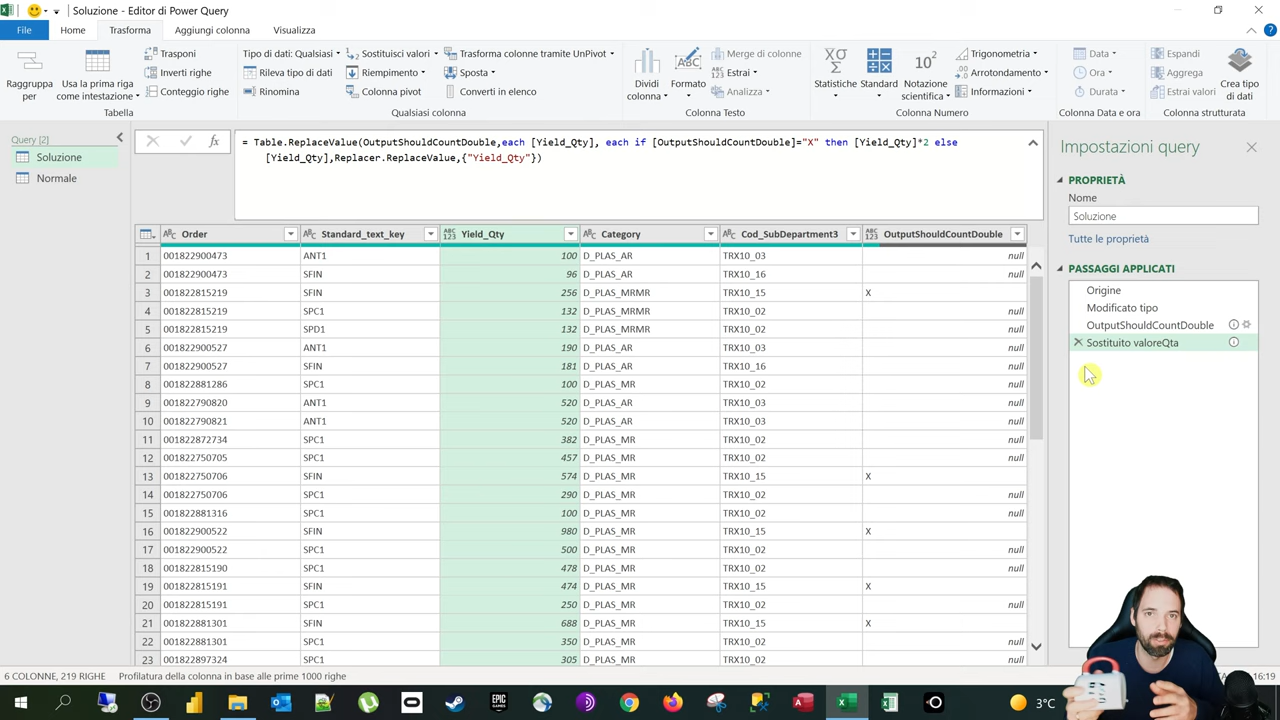 Soluzione - Editor di Power Query
File Home Trasforma Aggiungi colonna Visualizza
Raggruppa per
Usa la prima riga come intestazione
Trasponi
Inverti righe
Conteggio righe
Tabella
Tipo di dati: Qualsiasi
Rileva tipo di dati
Rinomina
Sostituisci valori
Riempimento
Colonna pivot
Trasforma colonne tramite UnPivot
Sposta
Converti in elenco
Qualsiasi colonna
Dividi colonna
Formato
ABC
Merge di colonne
123 Estrai
Analizza
Colonna Testo
Statistiche
Standard
10²
Notazione scientifica
Trigonometria
Arrotondamento
Informazioni
Colonna Numero
Data
Ora
Durata
Colonna Data e ora
Espandi
Aggrega
Estrai valori
Crea tipo di dati
Colonna strutturata
Query [2]
Soluzione
Normale
fx
= Table.ReplaceValue(OutputShouldCountDouble,each [Yield_Qty], each if [OutputShouldCountDouble]="X" then [Yield_Qty]*2 else
[Yield_Qty],Replacer.ReplaceValue,{"Yield_Qty"})
Order Standard_text_key ABC 123 Yield_Qty Category Cod_SubDepartment3 ABC 123 OutputShouldCountDouble
1 001822900473 ANT1 100 D_PLAS_AR TRX10_03 null
2 001822900473 SFIN 96 D_PLAS_AR TRX10_16 null
3 001822815219 SFIN 256 D_PLAS_MRMR TRX10_15 X
4 001822815219 SPC1 132 D_PLAS_MRMR TRX10_02 null
5 001822815219 SPD1 132 D_PLAS_MRMR TRX10_02 null
6 001822900527 ANT1 190 D_PLAS_AR TRX10_03 null
7 001822900527 SFIN 181 D_PLAS_AR TRX10_16 null
8 001822881286 SPC1 100 D_PLAS_MR TRX10_02 null
9 001822790820 ANT1 520 D_PLAS_AR TRX10_03 null
10 001822790821 ANT1 520 D_PLAS_AR TRX10_03 null
11 001822872734 SPC1 382 D_PLAS_MR TRX10_02 null
12 001822750705 SPC1 457 D_PLAS_MR TRX10_02 null
13 001822750706 SFIN 574 D_PLAS_MR TRX10_15 X
14 001822750706 SPC1 290 D_PLAS_MR TRX10_02 null
15 001822881316 SPC1 100 D_PLAS_MR TRX10_02 null
16 001822900522 SFIN 980 D_PLAS_MR TRX10_15 X
17 001822900522 SPC1 500 D_PLAS_MR TRX10_02 null
18 001822815190 SPC1 478 D_PLAS_MR TRX10_02 null
19 001822815191 SFIN 474 D_PLAS_MR TRX10_15 X
20 001822815191 SPC1 250 D_PLAS_MR TRX10_02 null
21 001822881301 SFIN 688 D_PLAS_MR TRX10_15 X
22 001822881301 SPC1 350 D_PLAS_MR TRX10_02 null
23 001822897324 SPC1 305 D_PLAS_MR TRX10_02 null
Impostazioni query
PROPRIETÀ
Nome
Soluzione
Tutte le proprietà
PASSAGGI APPLICATI
Origine
Modificato tipo
OutputShouldCountDouble
Sostituito valoreQta
6 COLONNE, 219 RIGHE Profilatura della colonna in base alle prime 1000 righe
16:19
EPIC GAMES
3°C